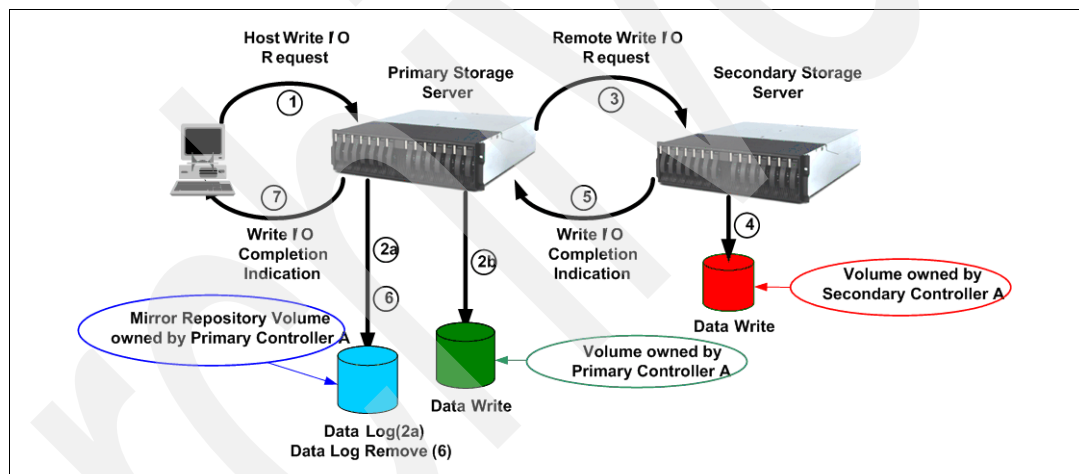 Host Write I/O
Request
Primary Storage
Server
Remote Write I/O
Request
Secondary Storage
Server
1
3
7
5
Write I/O
Completion
Indication
2a
2b
Write I/O
Completion
Indication
4
6
Mirror Repository Volume
owned by Primary Controller A
Volume owned by
Secondary Controller A
Data Write
Volume owned by
Primary Controller A
Data Write
Data Log(2a)
Data Log Remove (6)